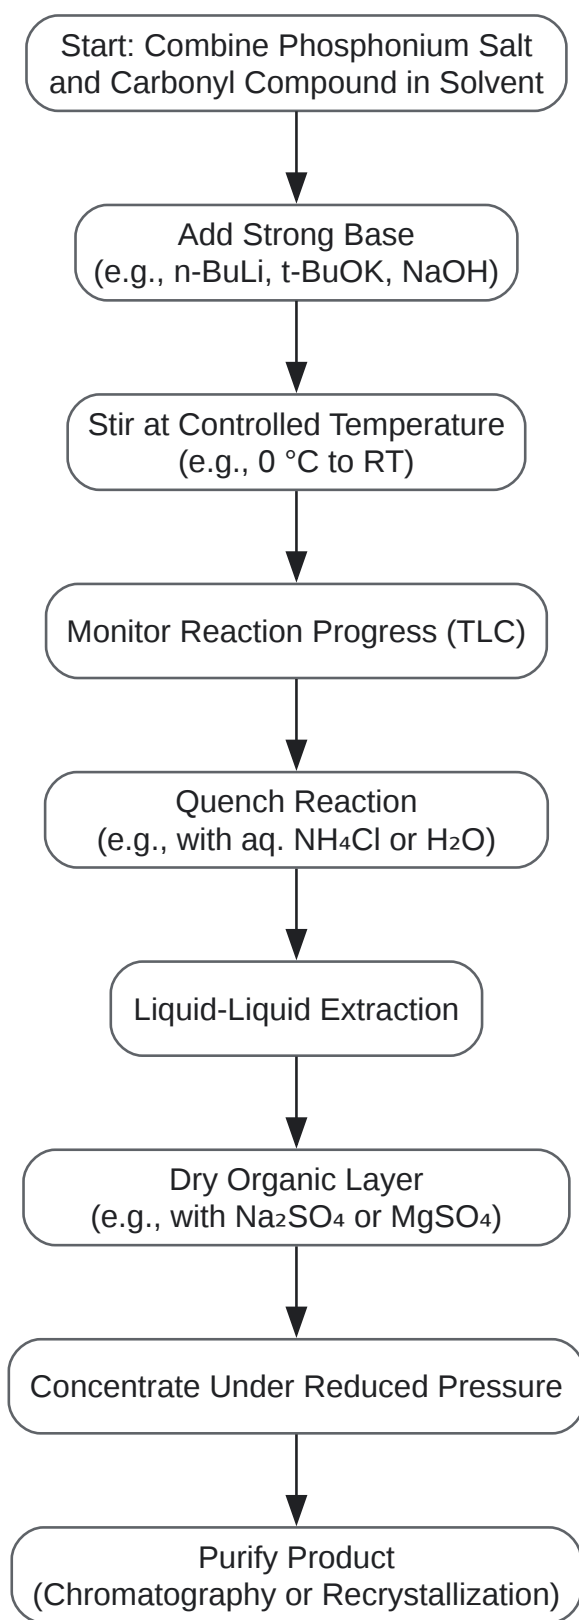 Start: Combine Phosphonium Salt
and Carbonyl Compound in Solvent
Add Strong Base
(e.g., n-BuLi, t-BuOK, NaOH)
Stir at Controlled Temperature
(e.g., 0 °C to RT)
Monitor Reaction Progress (TLC)
Quench Reaction
(e.g., with aq. NH₄Cl or H₂O)
Liquid-Liquid Extraction
Dry Organic Layer
(e.g., with Na₂SO₄ or MgSO₄)
Concentrate Under Reduced Pressure
Purify Product
(Chromatography or Recrystallization)